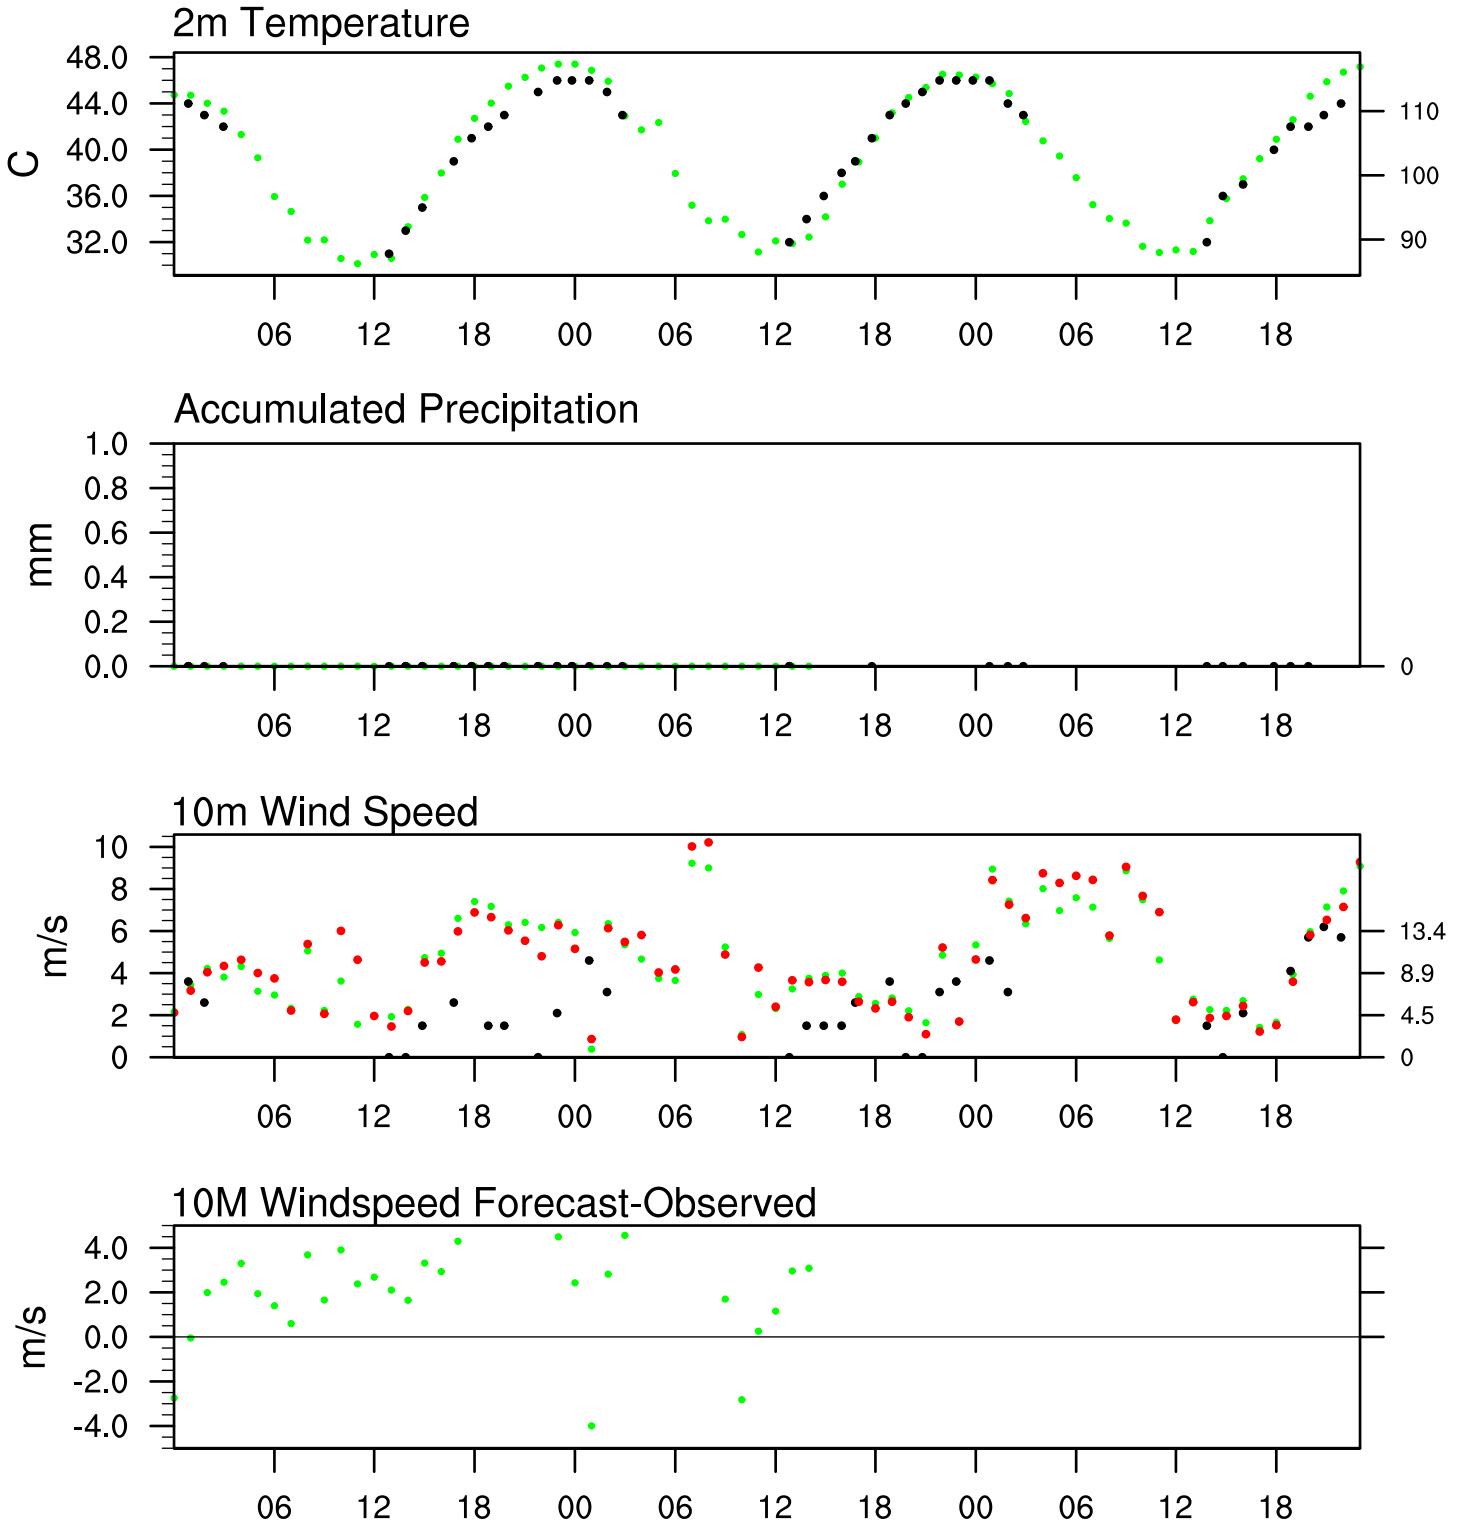 2m Temperature
48.0
44.0 110
40.0
C 100
36.0
32.0 90
06 12 18 00 06 12 18 00 06 12 18
Accumulated Precipitation
1.0
0.8
0.6
mm
0.4
0.2
0.0 0
06 12 18 00 06 12 18 00 06 12 18
10m Wind Speed
10
8
6 13.4
m/s
4 8.9
2 4.5
0 0
06 12 18 00 06 12 18 00 06 12 18
10M Windspeed Forecast-Observed
4.0
2.0
0.0
m/s
-2.0
-4.0
06 12 18 00 06 12 18 00 06 12 18